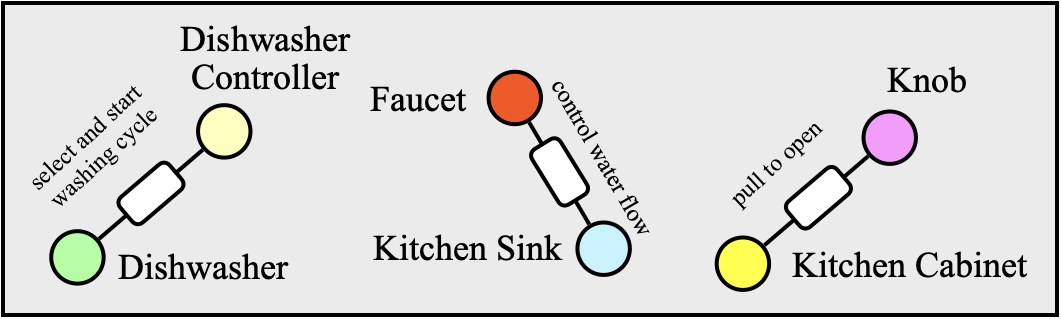 Dishwasher
Controller
select and start
washing cycle
Dishwasher
Faucet
control water flow
Kitchen Sink
Knob
pull to open
Kitchen Cabinet